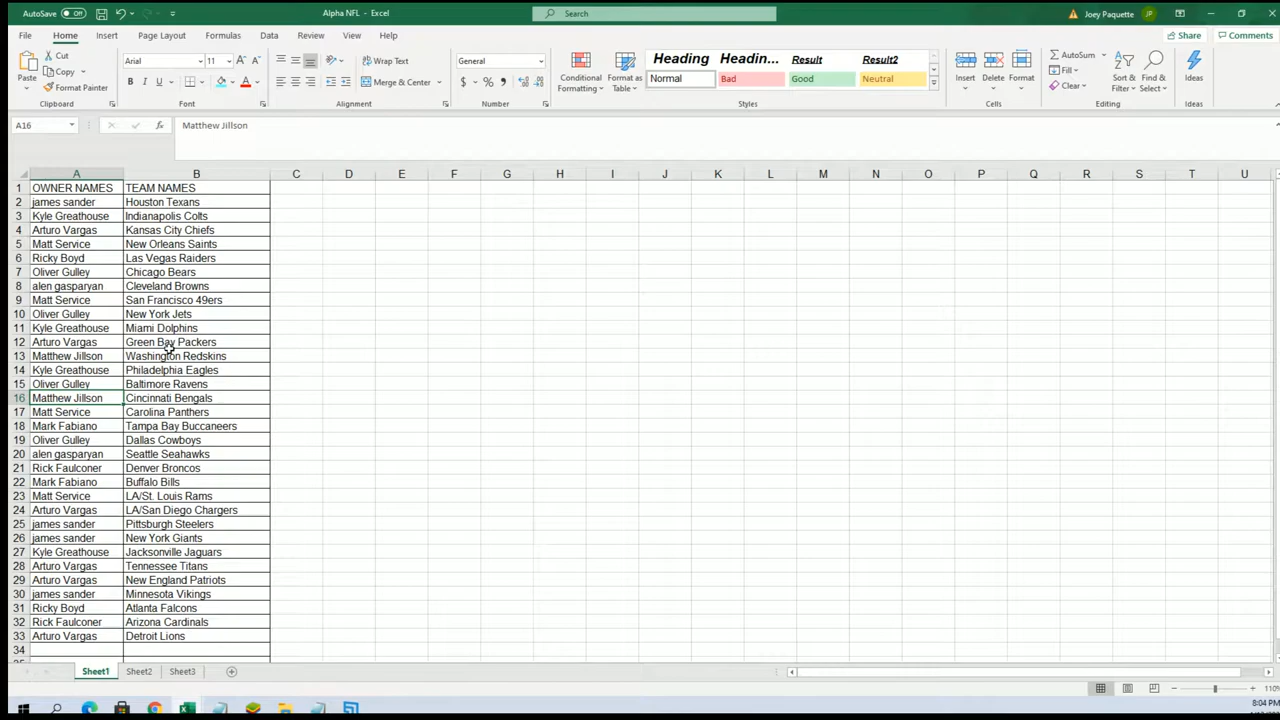 AutoSave Off Alpha NFL - Excel Search Joey Paquette JP
File Home Insert Page Layout Formulas Data Review View Help Share Comments
Paste Cut Copy Format Painter
Arial 11
B I U
Wrap Text
Merge & Center
General
$ % ,
Conditional Formatting
Format as Table
Heading Headin... Result Result2
Normal Bad Good Neutral
Insert Delete Format
AutoSum
Fill
Clear
Sort & Filter
Find & Select
Ideas
Clipboard Font Alignment Number Styles Cells Editing Ideas
A16 fx Matthew Jillson
A B C D E F G H I J K L M N O P Q R S T U
1 OWNER NAMES TEAM NAMES
2 james sander Houston Texans
3 Kyle Greathouse Indianapolis Colts
4 Arturo Vargas Kansas City Chiefs
5 Matt Service New Orleans Saints
6 Ricky Boyd Las Vegas Raiders
7 Oliver Gulley Chicago Bears
8 alen gasparyan Cleveland Browns
9 Matt Service San Francisco 49ers
10 Oliver Gulley New York Jets
11 Kyle Greathouse Miami Dolphins
12 Arturo Vargas Green Bay Packers
13 Matthew Jillson Washington Redskins
14 Kyle Greathouse Philadelphia Eagles
15 Oliver Gulley Baltimore Ravens
16 Matthew Jillson Cincinnati Bengals
17 Matt Service Carolina Panthers
18 Mark Fabiano Tampa Bay Buccaneers
19 Oliver Gulley Dallas Cowboys
20 alen gasparyan Seattle Seahawks
21 Rick Faulconer Denver Broncos
22 Mark Fabiano Buffalo Bills
23 Matt Service LA/St. Louis Rams
24 Arturo Vargas LA/San Diego Chargers
25 james sander Pittsburgh Steelers
26 james sander New York Giants
27 Kyle Greathouse Jacksonville Jaguars
28 Arturo Vargas Tennessee Titans
29 Arturo Vargas New England Patriots
30 james sander Minnesota Vikings
31 Ricky Boyd Atlanta Falcons
32 Rick Faulconer Arizona Cardinals
33 Arturo Vargas Detroit Lions
34
Sheet1 Sheet2 Sheet3
110%
8:04 PM